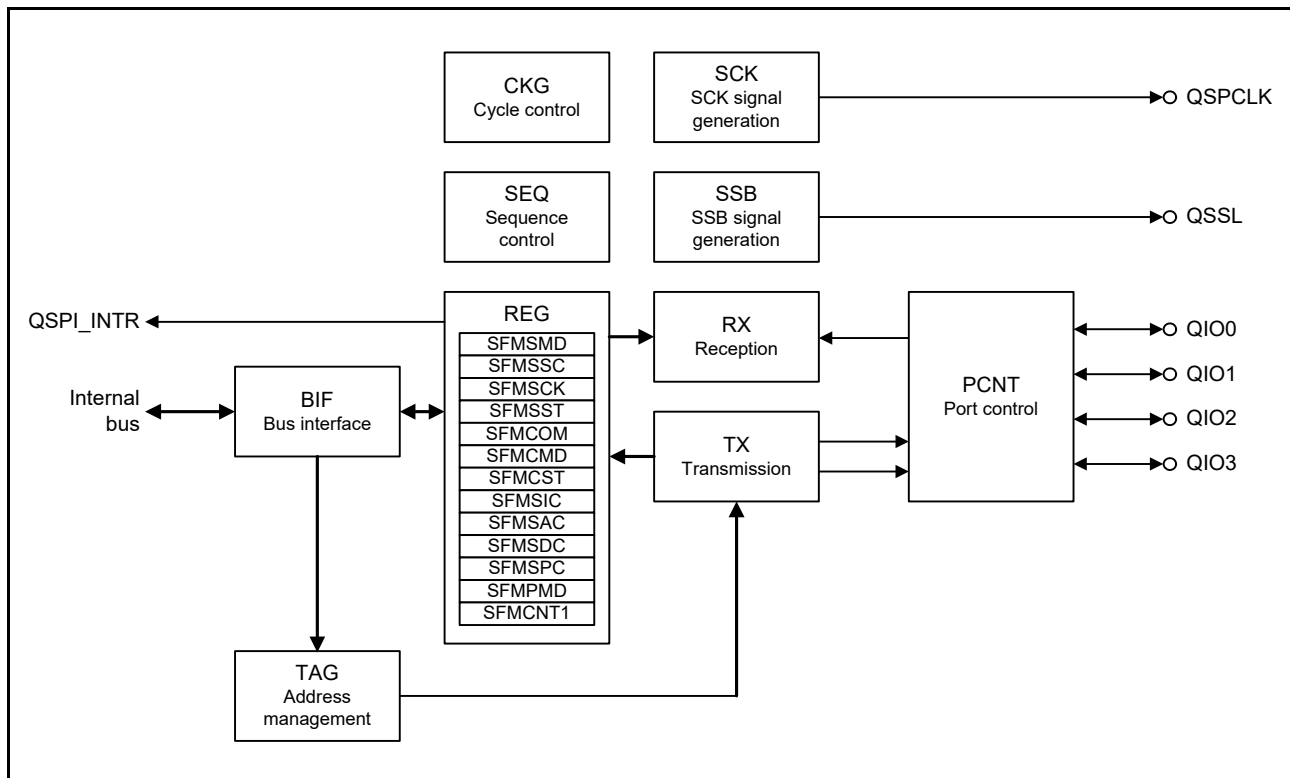 CKG
Cycle control
SCK
SCK signal
generation
QSPCLK
SEQ
Sequence
control
SSB
SSB signal
generation
QSSL
QSPI_INTR
Internal
bus
BIF
Bus interface
REG
SFMSMD
SFMSSC
SFMSCK
SFMSST
SFMCOM
SFMCMD
SFMCST
SFMSIC
SFMSAC
SFMSDC
SFMSPC
SFMPMD
SFMCNT1
RX
Reception
TX
Transmission
PCNT
Port control
QIO0
QIO1
QIO2
QIO3
TAG
Address
management